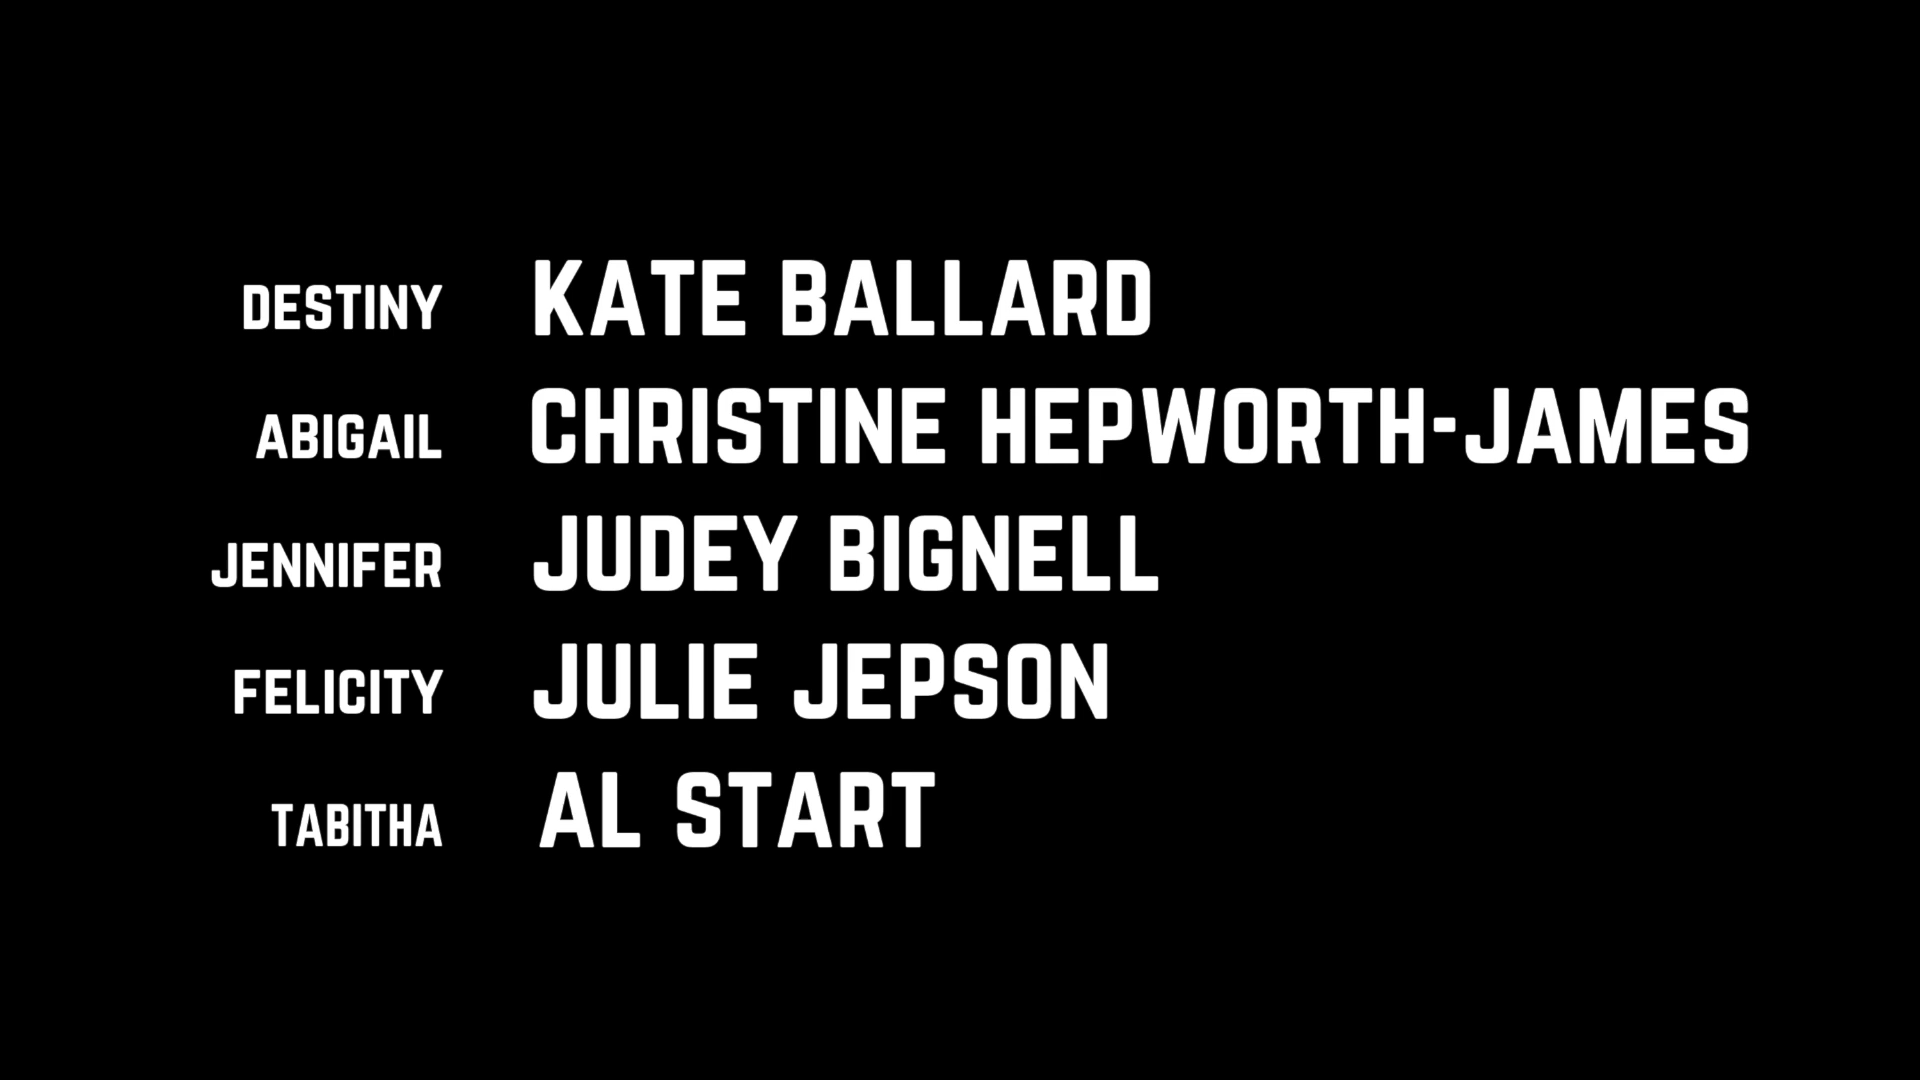 DESTINY KATE BALLARD
ABIGAIL CHRISTINE HEPWORTH-JAMES
JENNIFER JUDEY BIGNELL
FELICITY JULIE JEPSON
TABITHA AL START